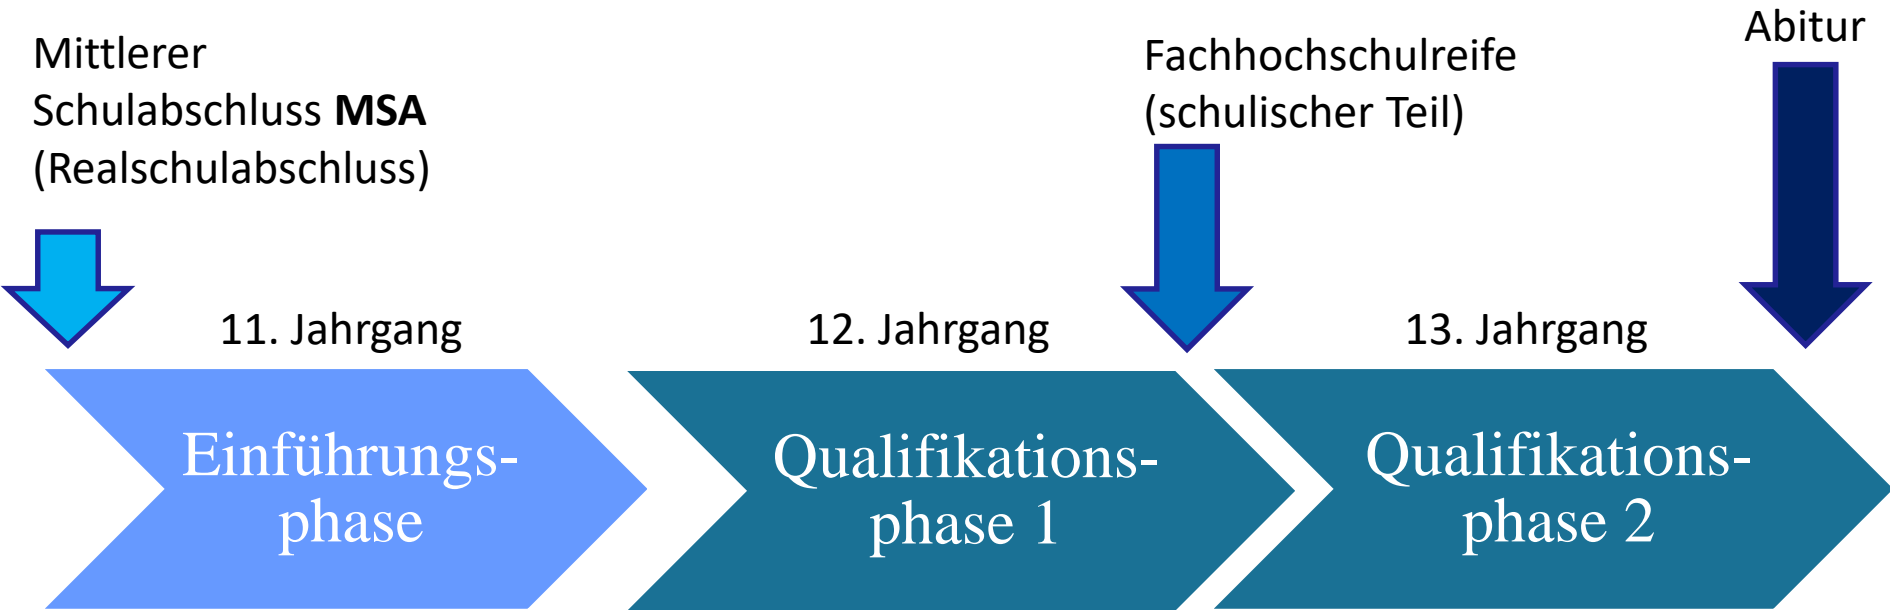 Mittlerer
Schulabschluss MSA
(Realschulabschluss)
Fachhochschulreife
(schulischer Teil)
Abitur
11. Jahrgang
12. Jahrgang
13. Jahrgang
Einführungs-
phase
Qualifikations-
phase 1
Qualifikations-
phase 2